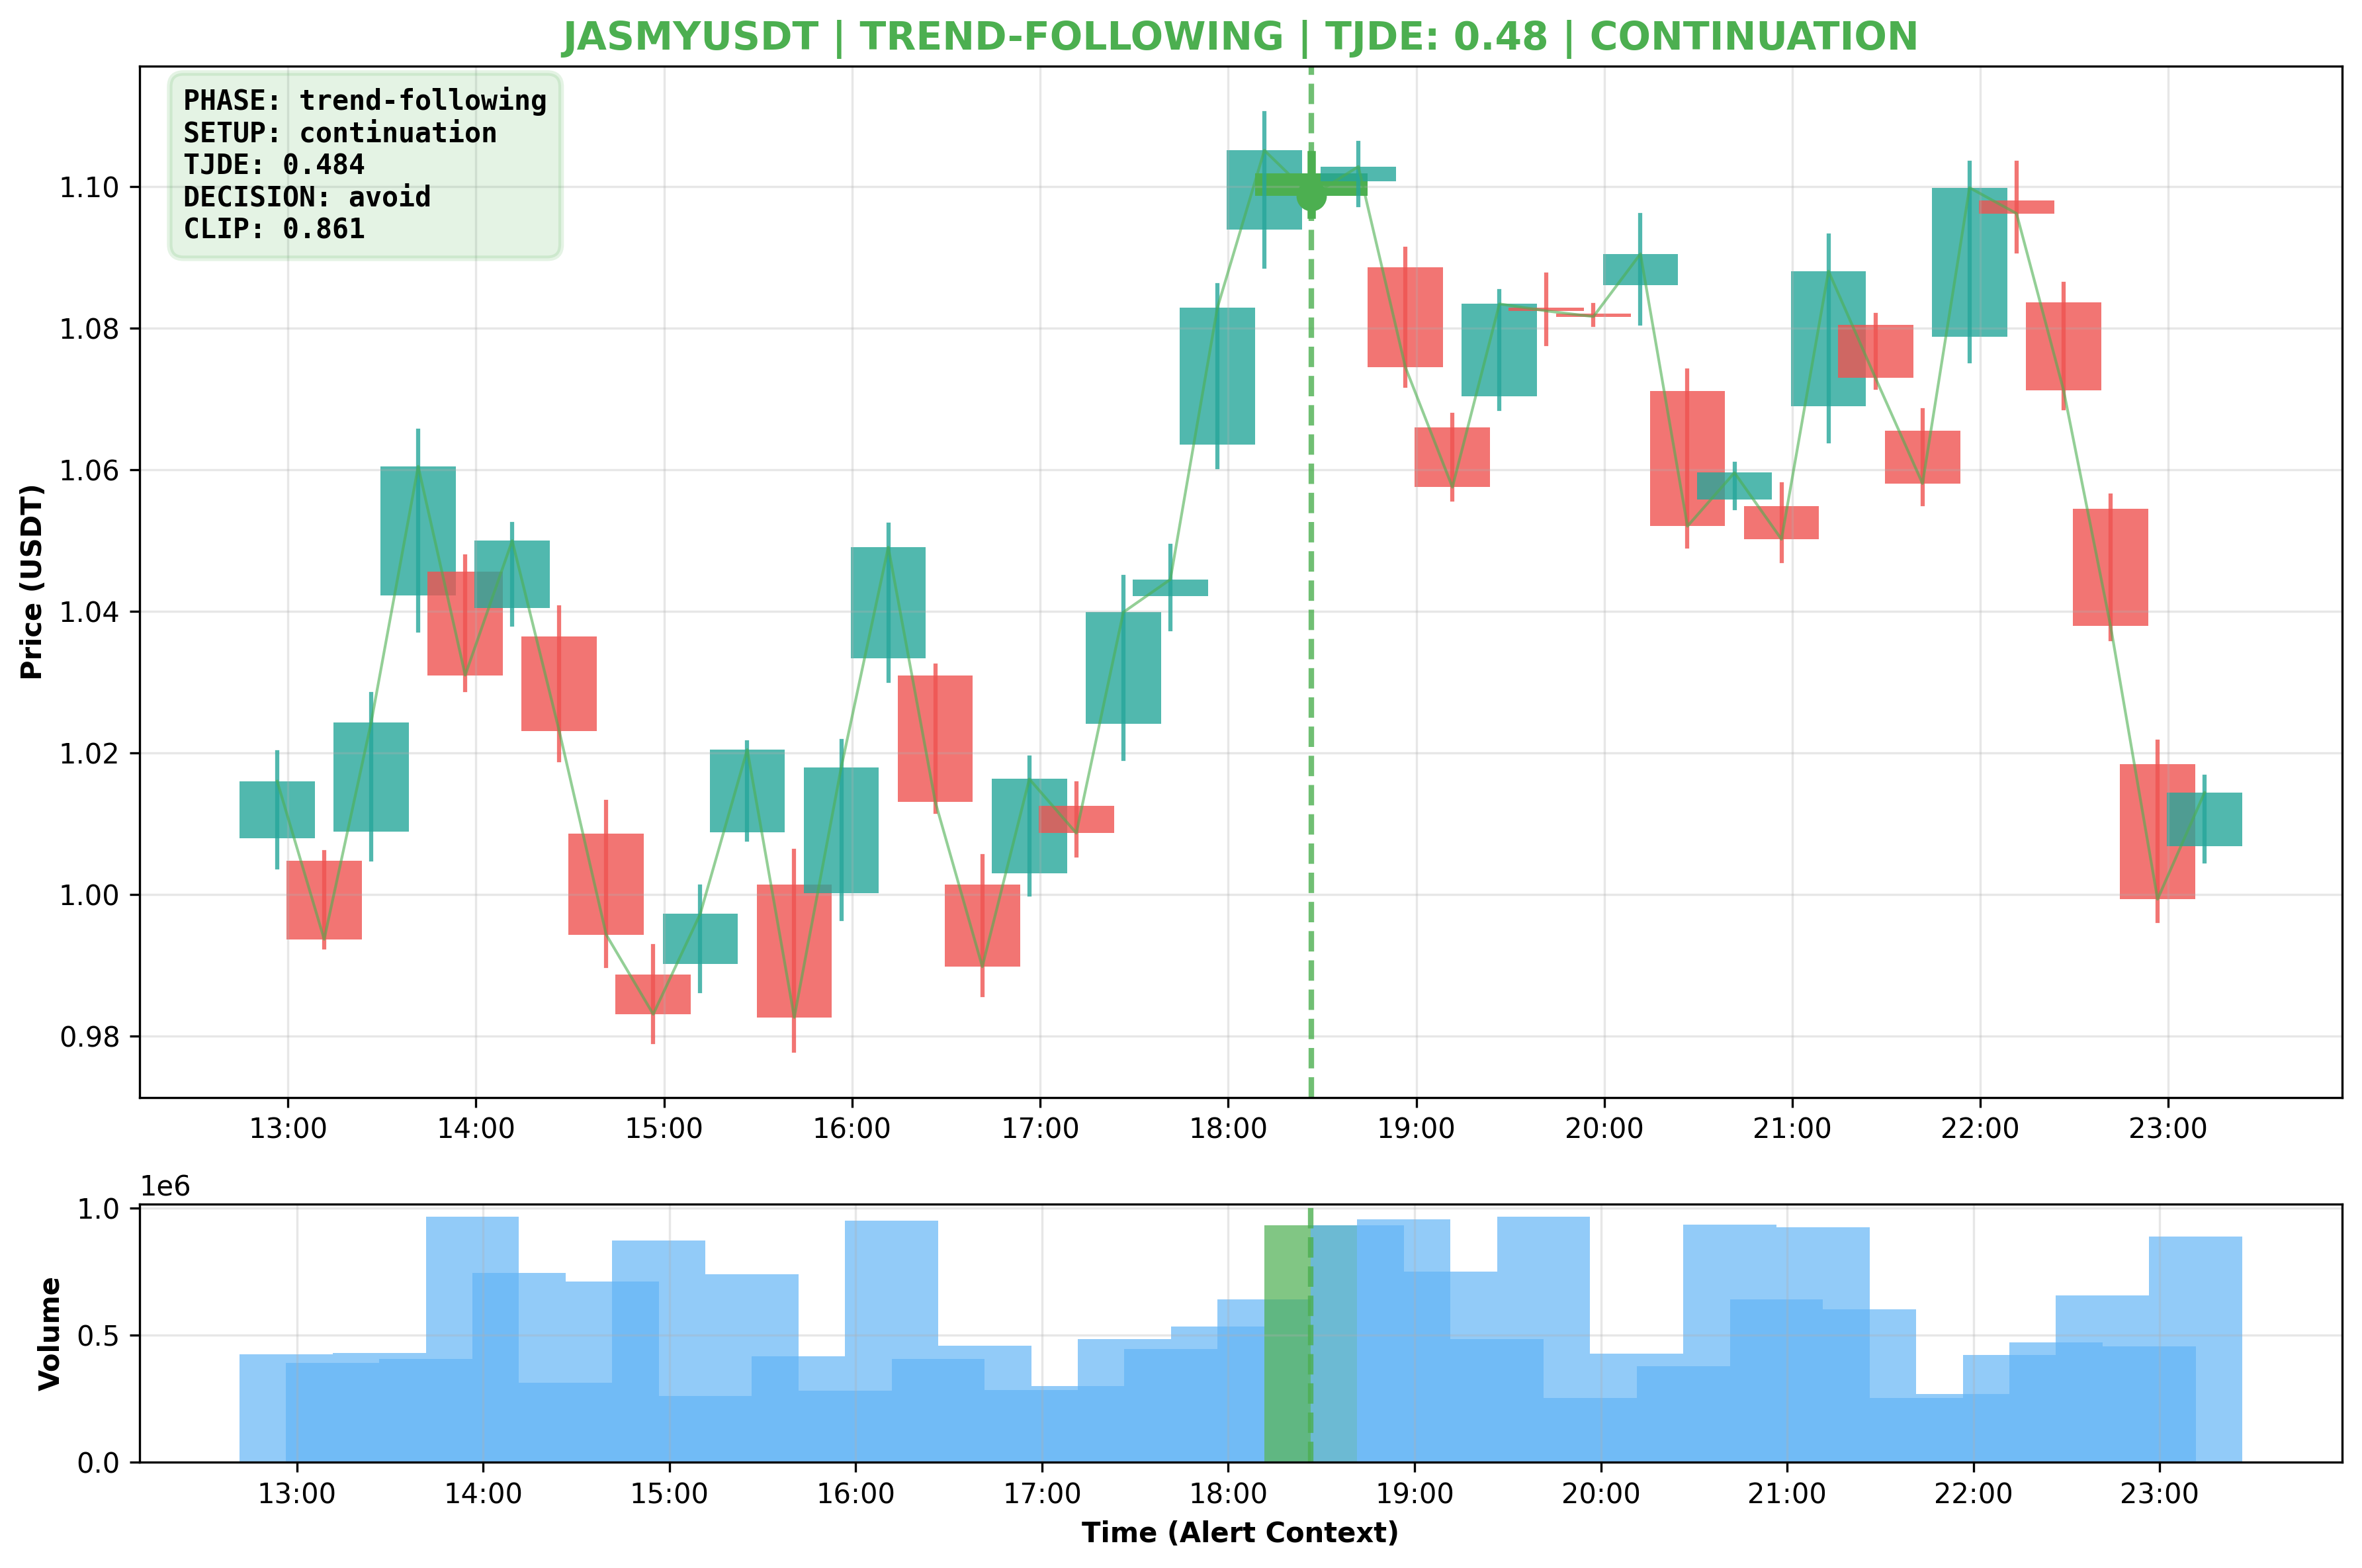 JASMYUSDT | TREND-FOLLOWING | TJDE: 0.48 | CONTINUATION
PHASE: trend-following
SETUP: continuation
TJDE: 0.484
DECISION: avoid
CLIP: 0.861
Price (USDT)
1.10
1.08
1.06
1.04
1.02
1.00
0.98
13:00 14:00 15:00 16:00 17:00 18:00 19:00 20:00 21:00 22:00 23:00
1e6
Volume
1.0
0.5
0.0
13:00 14:00 15:00 16:00 17:00 18:00 19:00 20:00 21:00 22:00 23:00
Time (Alert Context)